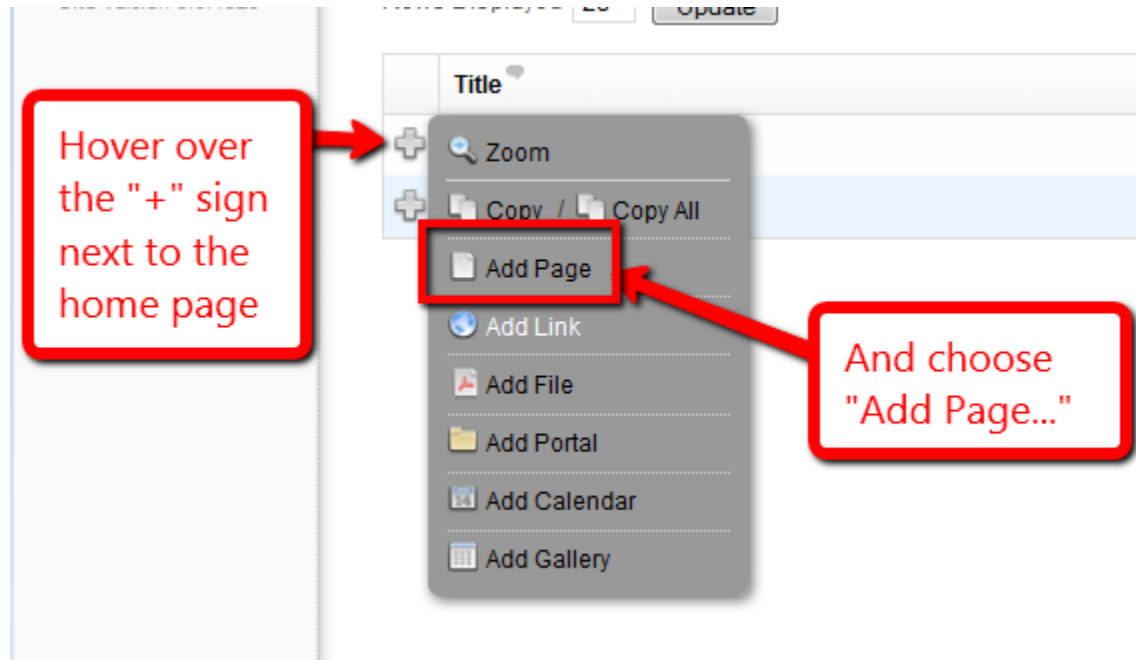 Update
Title
Hover over
the "+" sign
next to the
home page
Zoom
Copy / Copy All
Add Page
Add Link
Add File
Add Portal
14
Add Calendar
Add Gallery
And choose
"Add Page..."